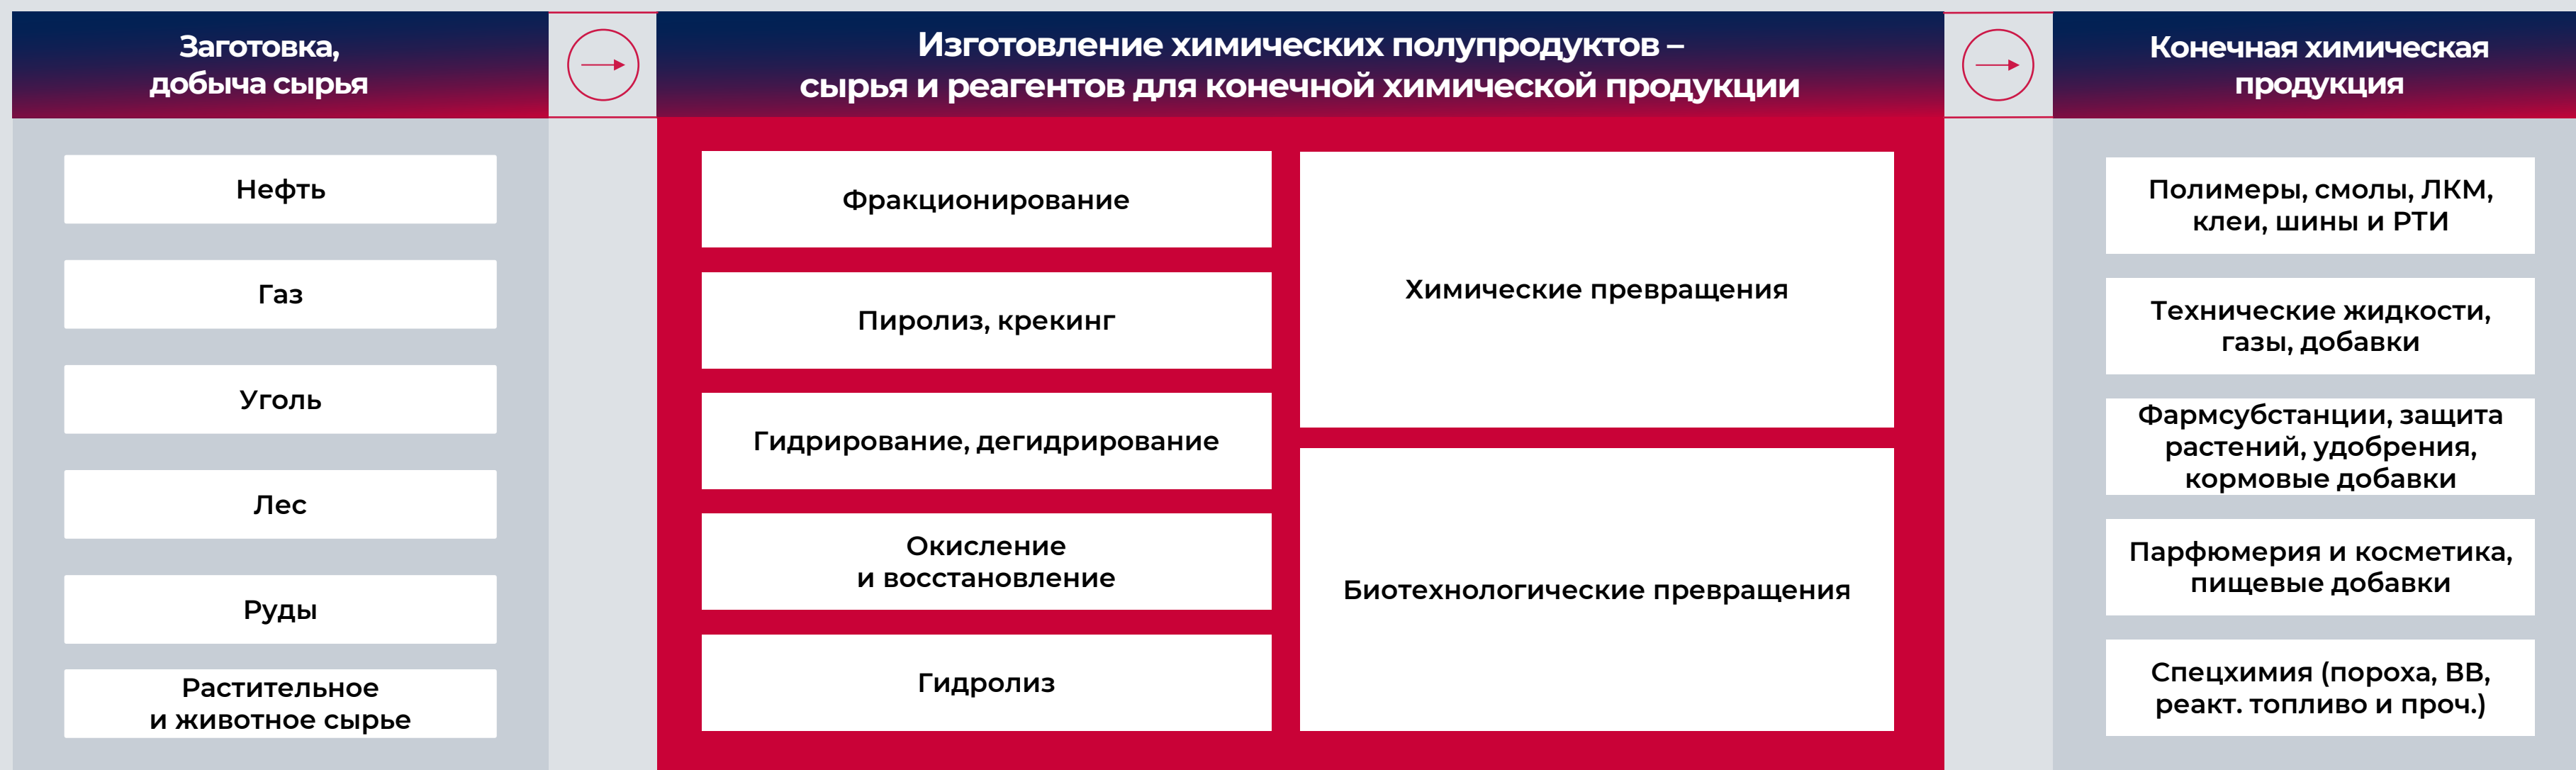 Заготовка,
добыча сырья
Изготовление химических полупродуктов –
сырья и реагентов для конечной химической продукции
Конечная химическая
продукция
Нефть
Газ
Уголь
Лес
Руды
Растительное
и животное сырье
Фракционирование
Пиролиз, крекинг
Гидрирование, дегидрирование
Окисление
и восстановление
Гидролиз
Химические превращения
Биотехнологические превращения
Полимеры, смолы, ЛКМ,
клеи, шины и РТИ
Технические жидкости,
газы, добавки
Фармсубстанции, защита
растений, удобрения,
кормовые добавки
Парфюмерия и косметика,
пищевые добавки
Спецхимия (пороха, ВВ,
реакт. топливо и проч.)